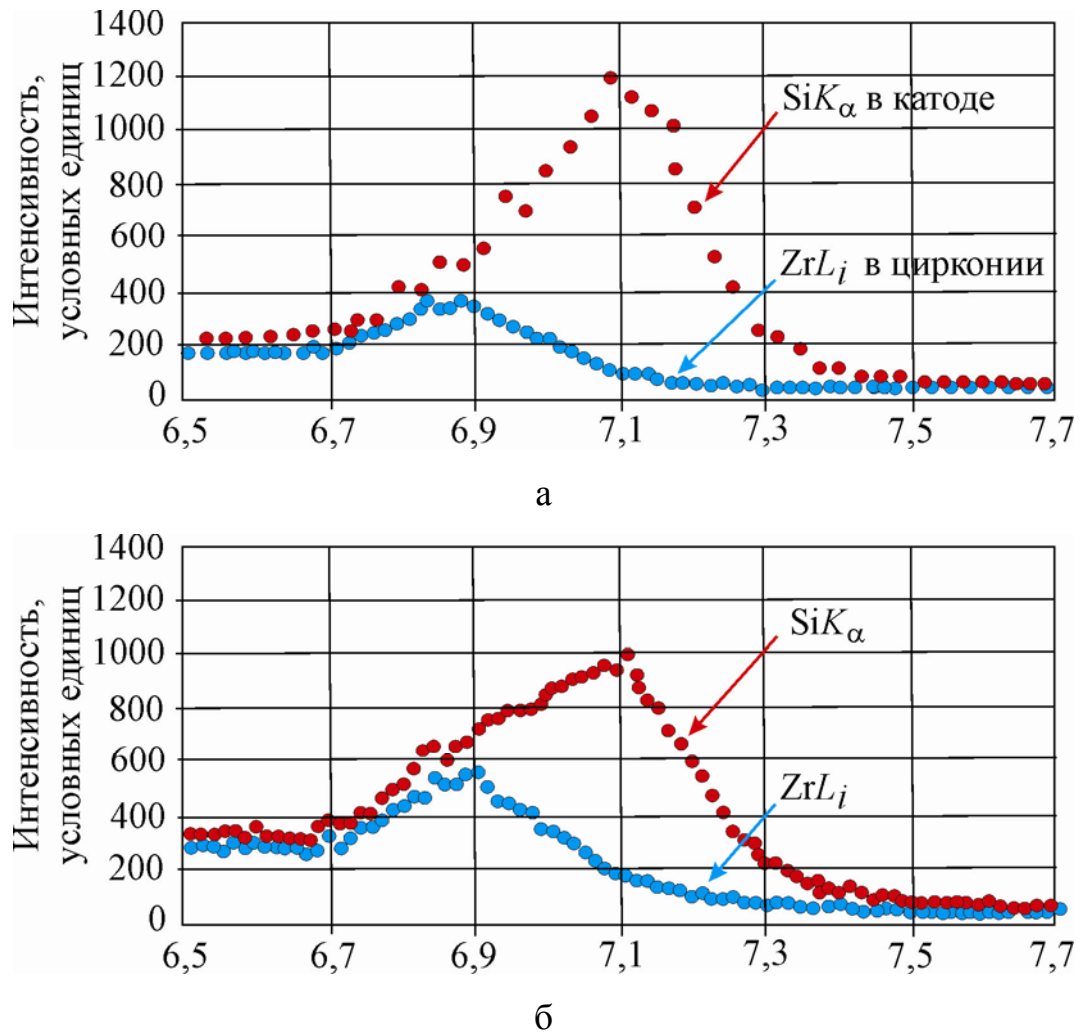 Интенсивность,
условных единиц
1400
1200
1000
800
600
400
200
0
SiKα в катоде
ZrLi в цирконии
6,5 6,7 6,9 7,1 7,3 7,5 7,7
а
Интенсивность,
условных единиц
1400
1200
1000
800
600
400
200
0
SiKα
ZrLi
6,5 6,7 6,9 7,1 7,3 7,5 7,7
б